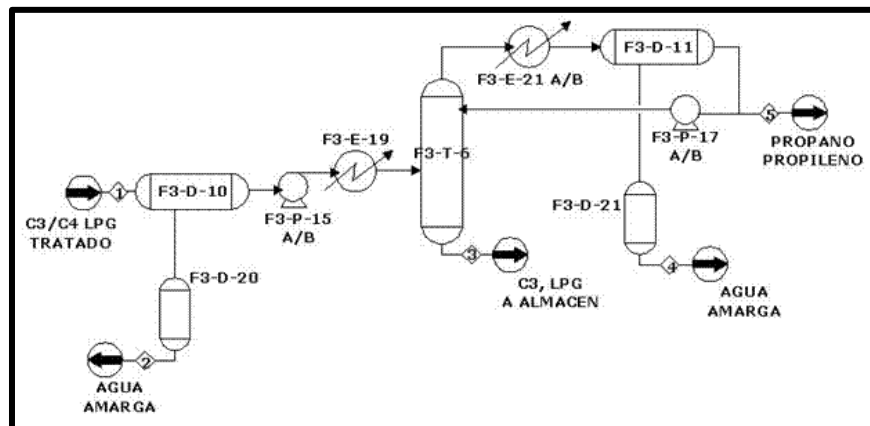 F3-D-11
F3-E-21 A/B
F3-E-19
F3-T-6
F3-P-17
A/B
5
PROPANO
PROPILENO
1
F3-D-10
C3/C4 LPG
TRATADO
F3-P-15
A/B
F3-D-21
F3-D-20
3
C3, LPG
A ALMACEN
4
AGUA
AMARGA
2
AGUA
AMARGA